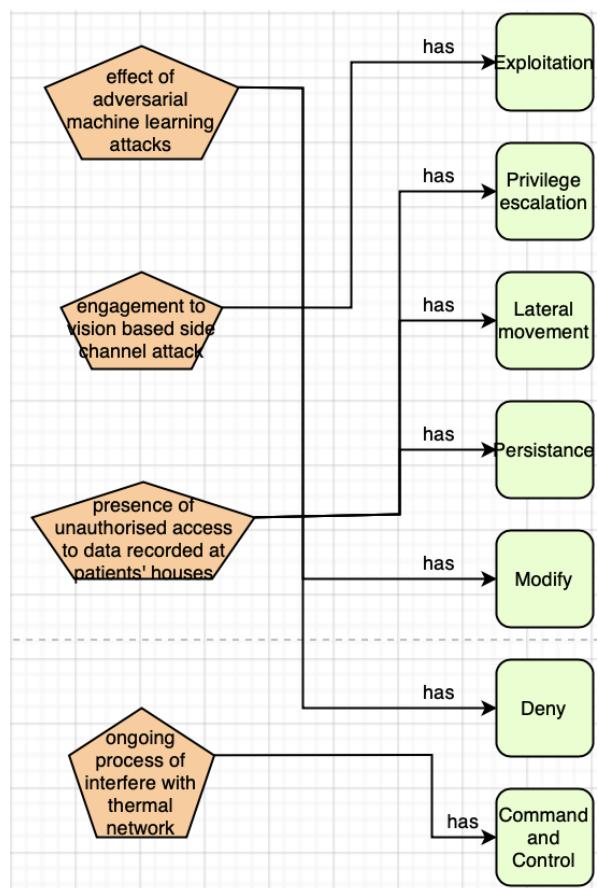 has
Exploitation
effect of
adversarial
machine learning
attacks
has
Privilege
escalation
engagement to
vision based side
channel attack
has
Lateral
movement
has
Persistance
presence of
unauthorised access
to data recorded at
patients' houses
has
Modify
has
Deny
ongoing
process of
interfere with
thermal
network
has
Command
and
Control